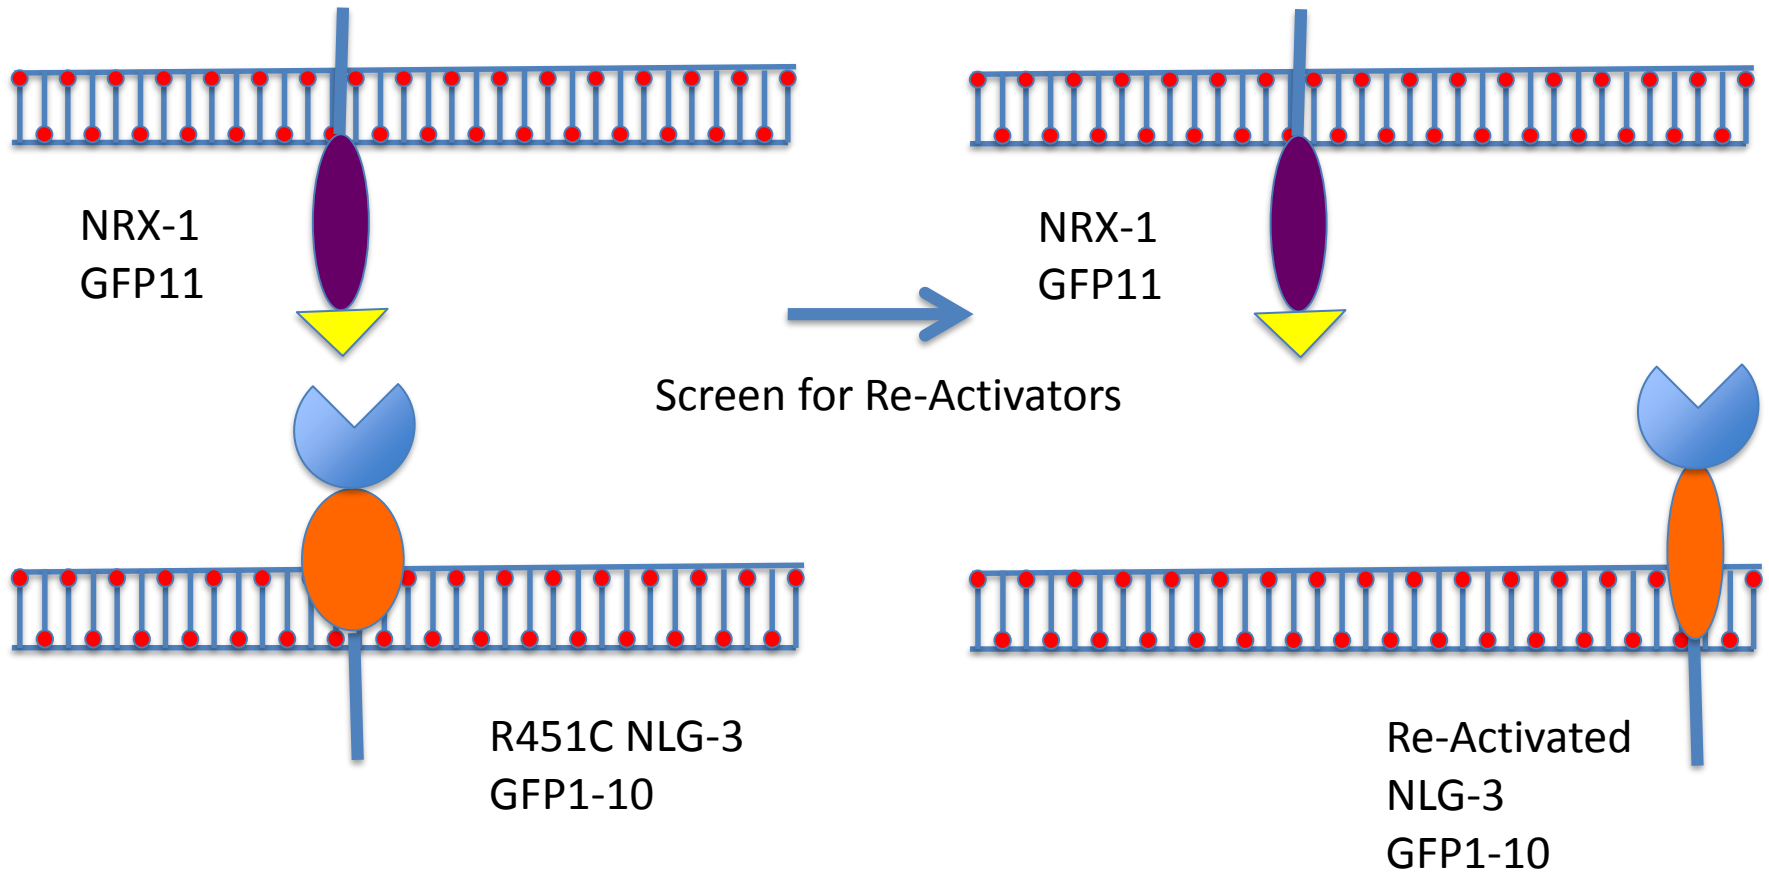 NRX-1
GFP11
NRX-1
GFP11
Screen for Re-Activators
R451C NLG-3
GFP1-10
Re-Activated
NLG-3
GFP1-10